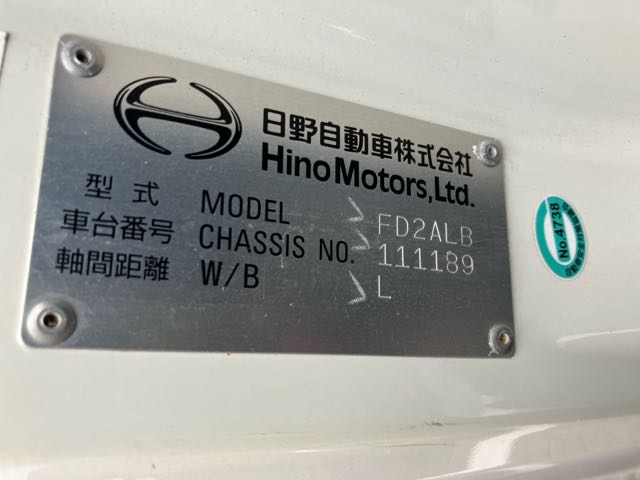 日野自動車株式会社
Hino Motors, Ltd.
型式 MODEL FD2ALB
車台番号 CHASSIS NO. 111189
軸間距離 W/B L
No.4738